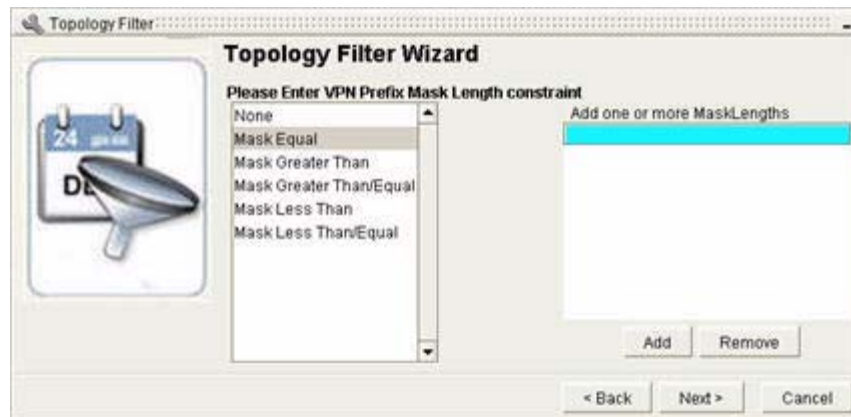 Topology Filter
Topology Filter Wizard
Please Enter VPN Prefix Mask Length constraint
None
Mask Equal
Mask Greater Than
Mask Greater Than/Equal
Mask Less Than
Mask Less Than/Equal
Add one or more MaskLengths
24
Add
Remove
< Back
Next >
Cancel